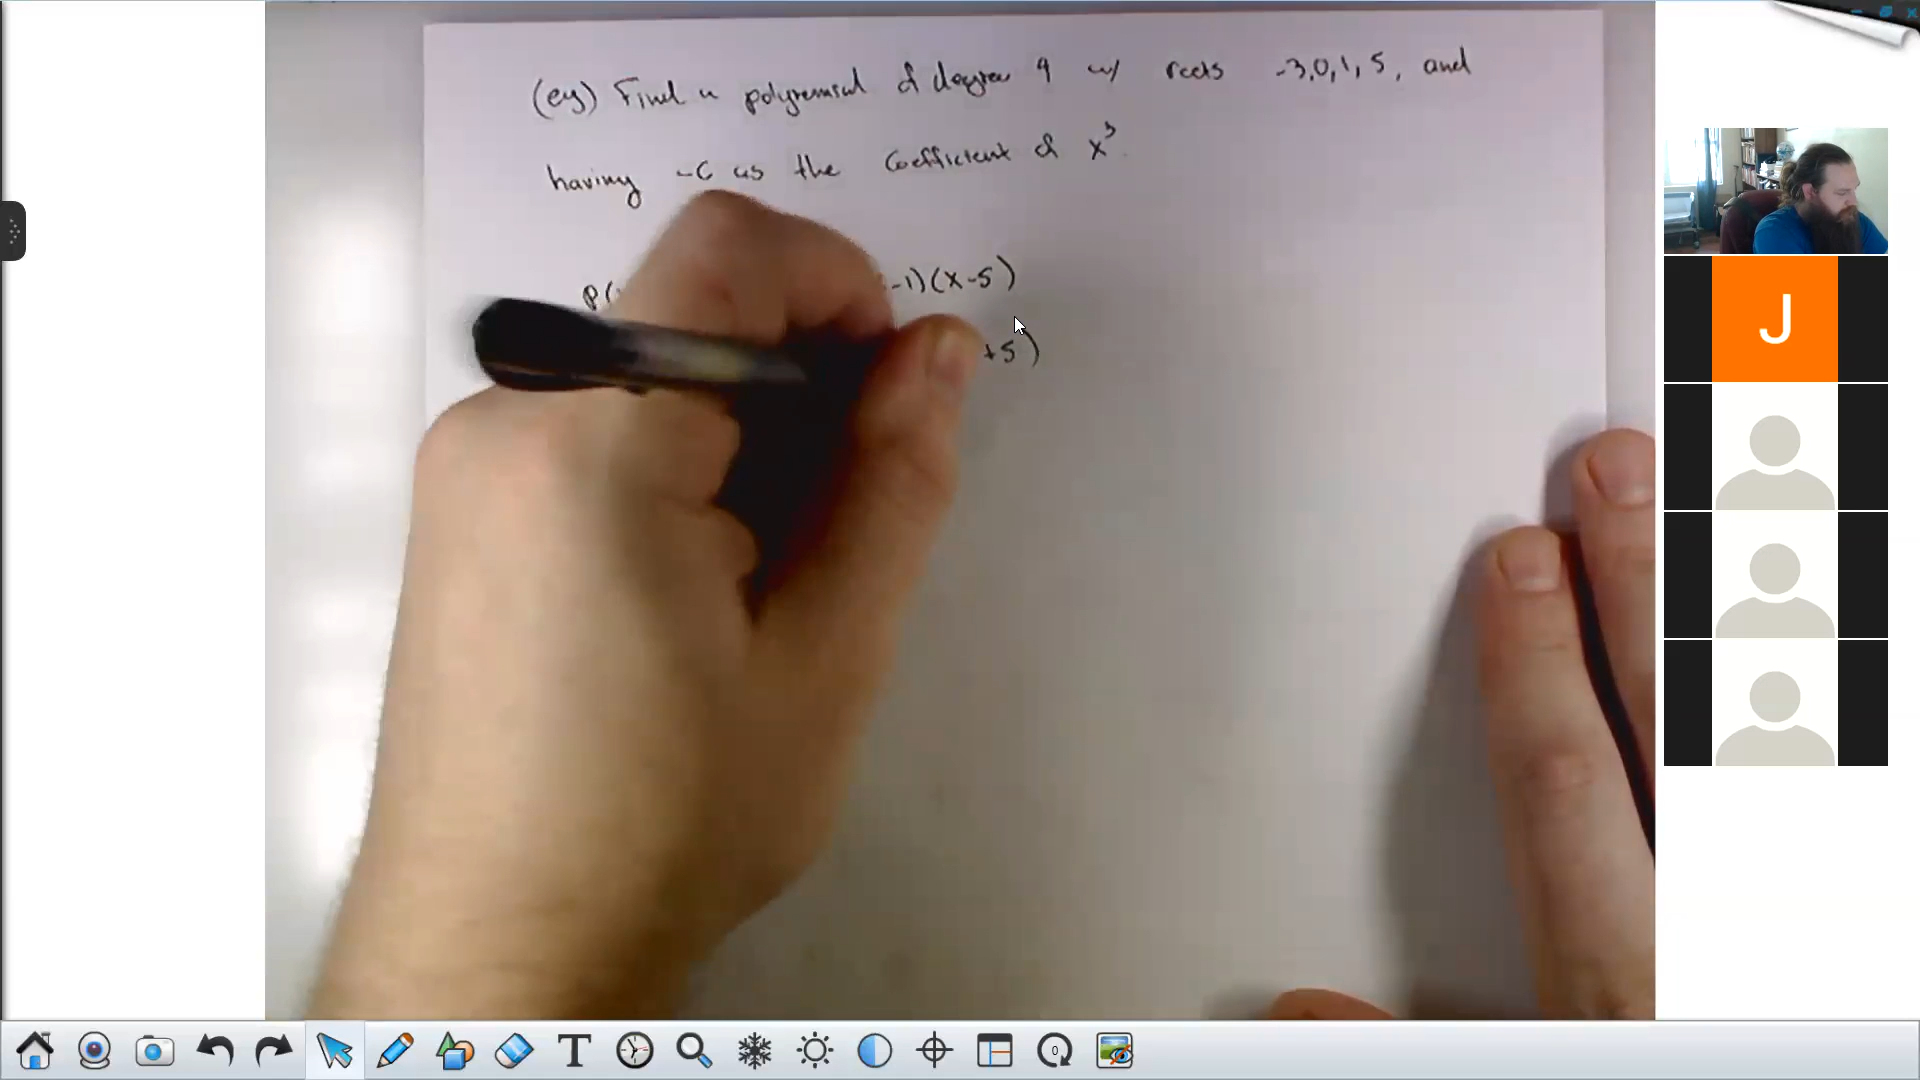 (eg) Find a polynomial of degree 4 w/ roots -3,0,1,5, and
having -6 as the coefficient of x³.
P( -1)(x-5)
+5)
J
T
0